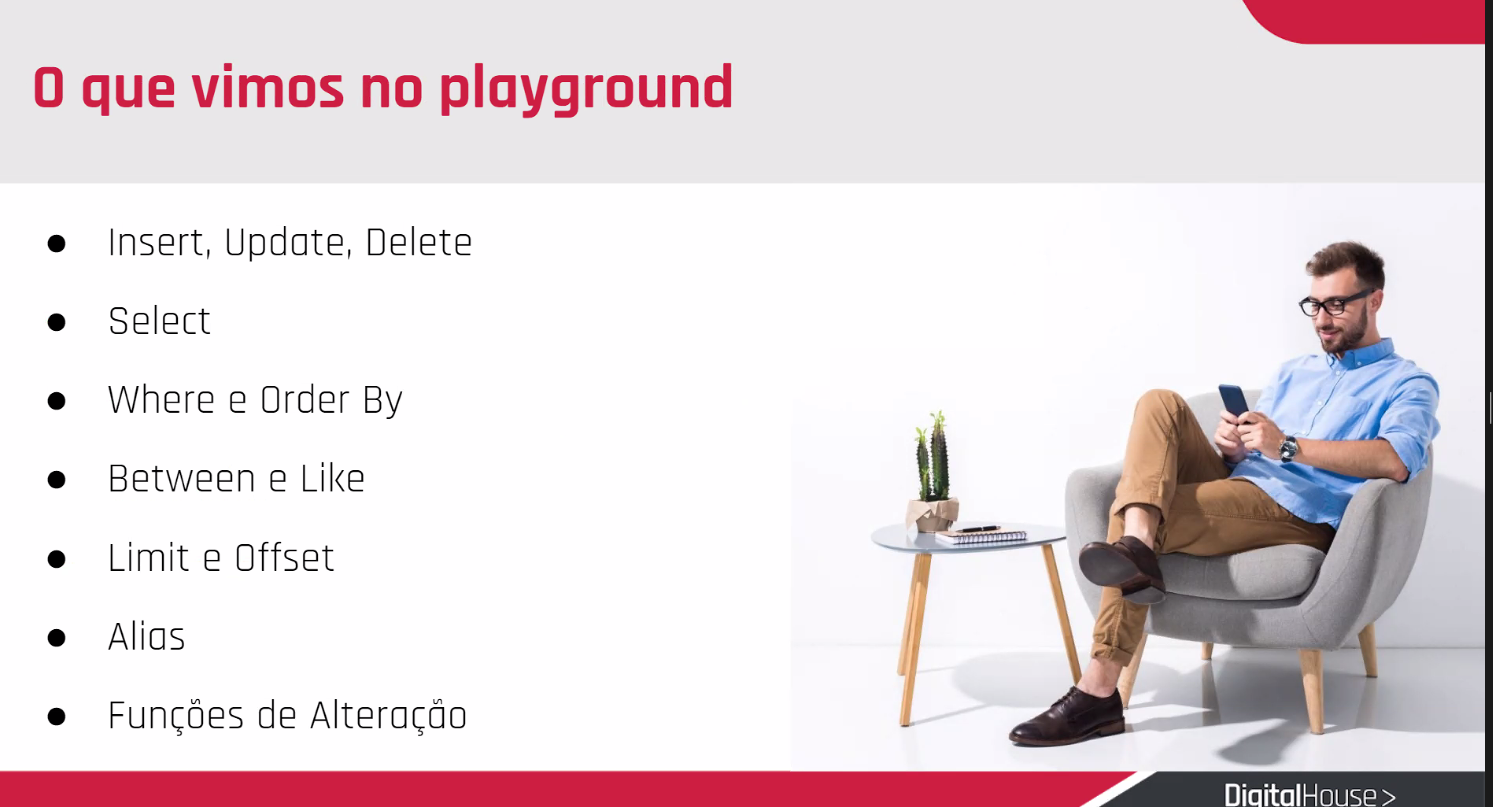 O que vimos no playground
● Insert, Update, Delete
● Select
● Where e Order By
● Between e Like
● Limit e Offset
● Alias
● Funções de Alteração
DigitalHouse>